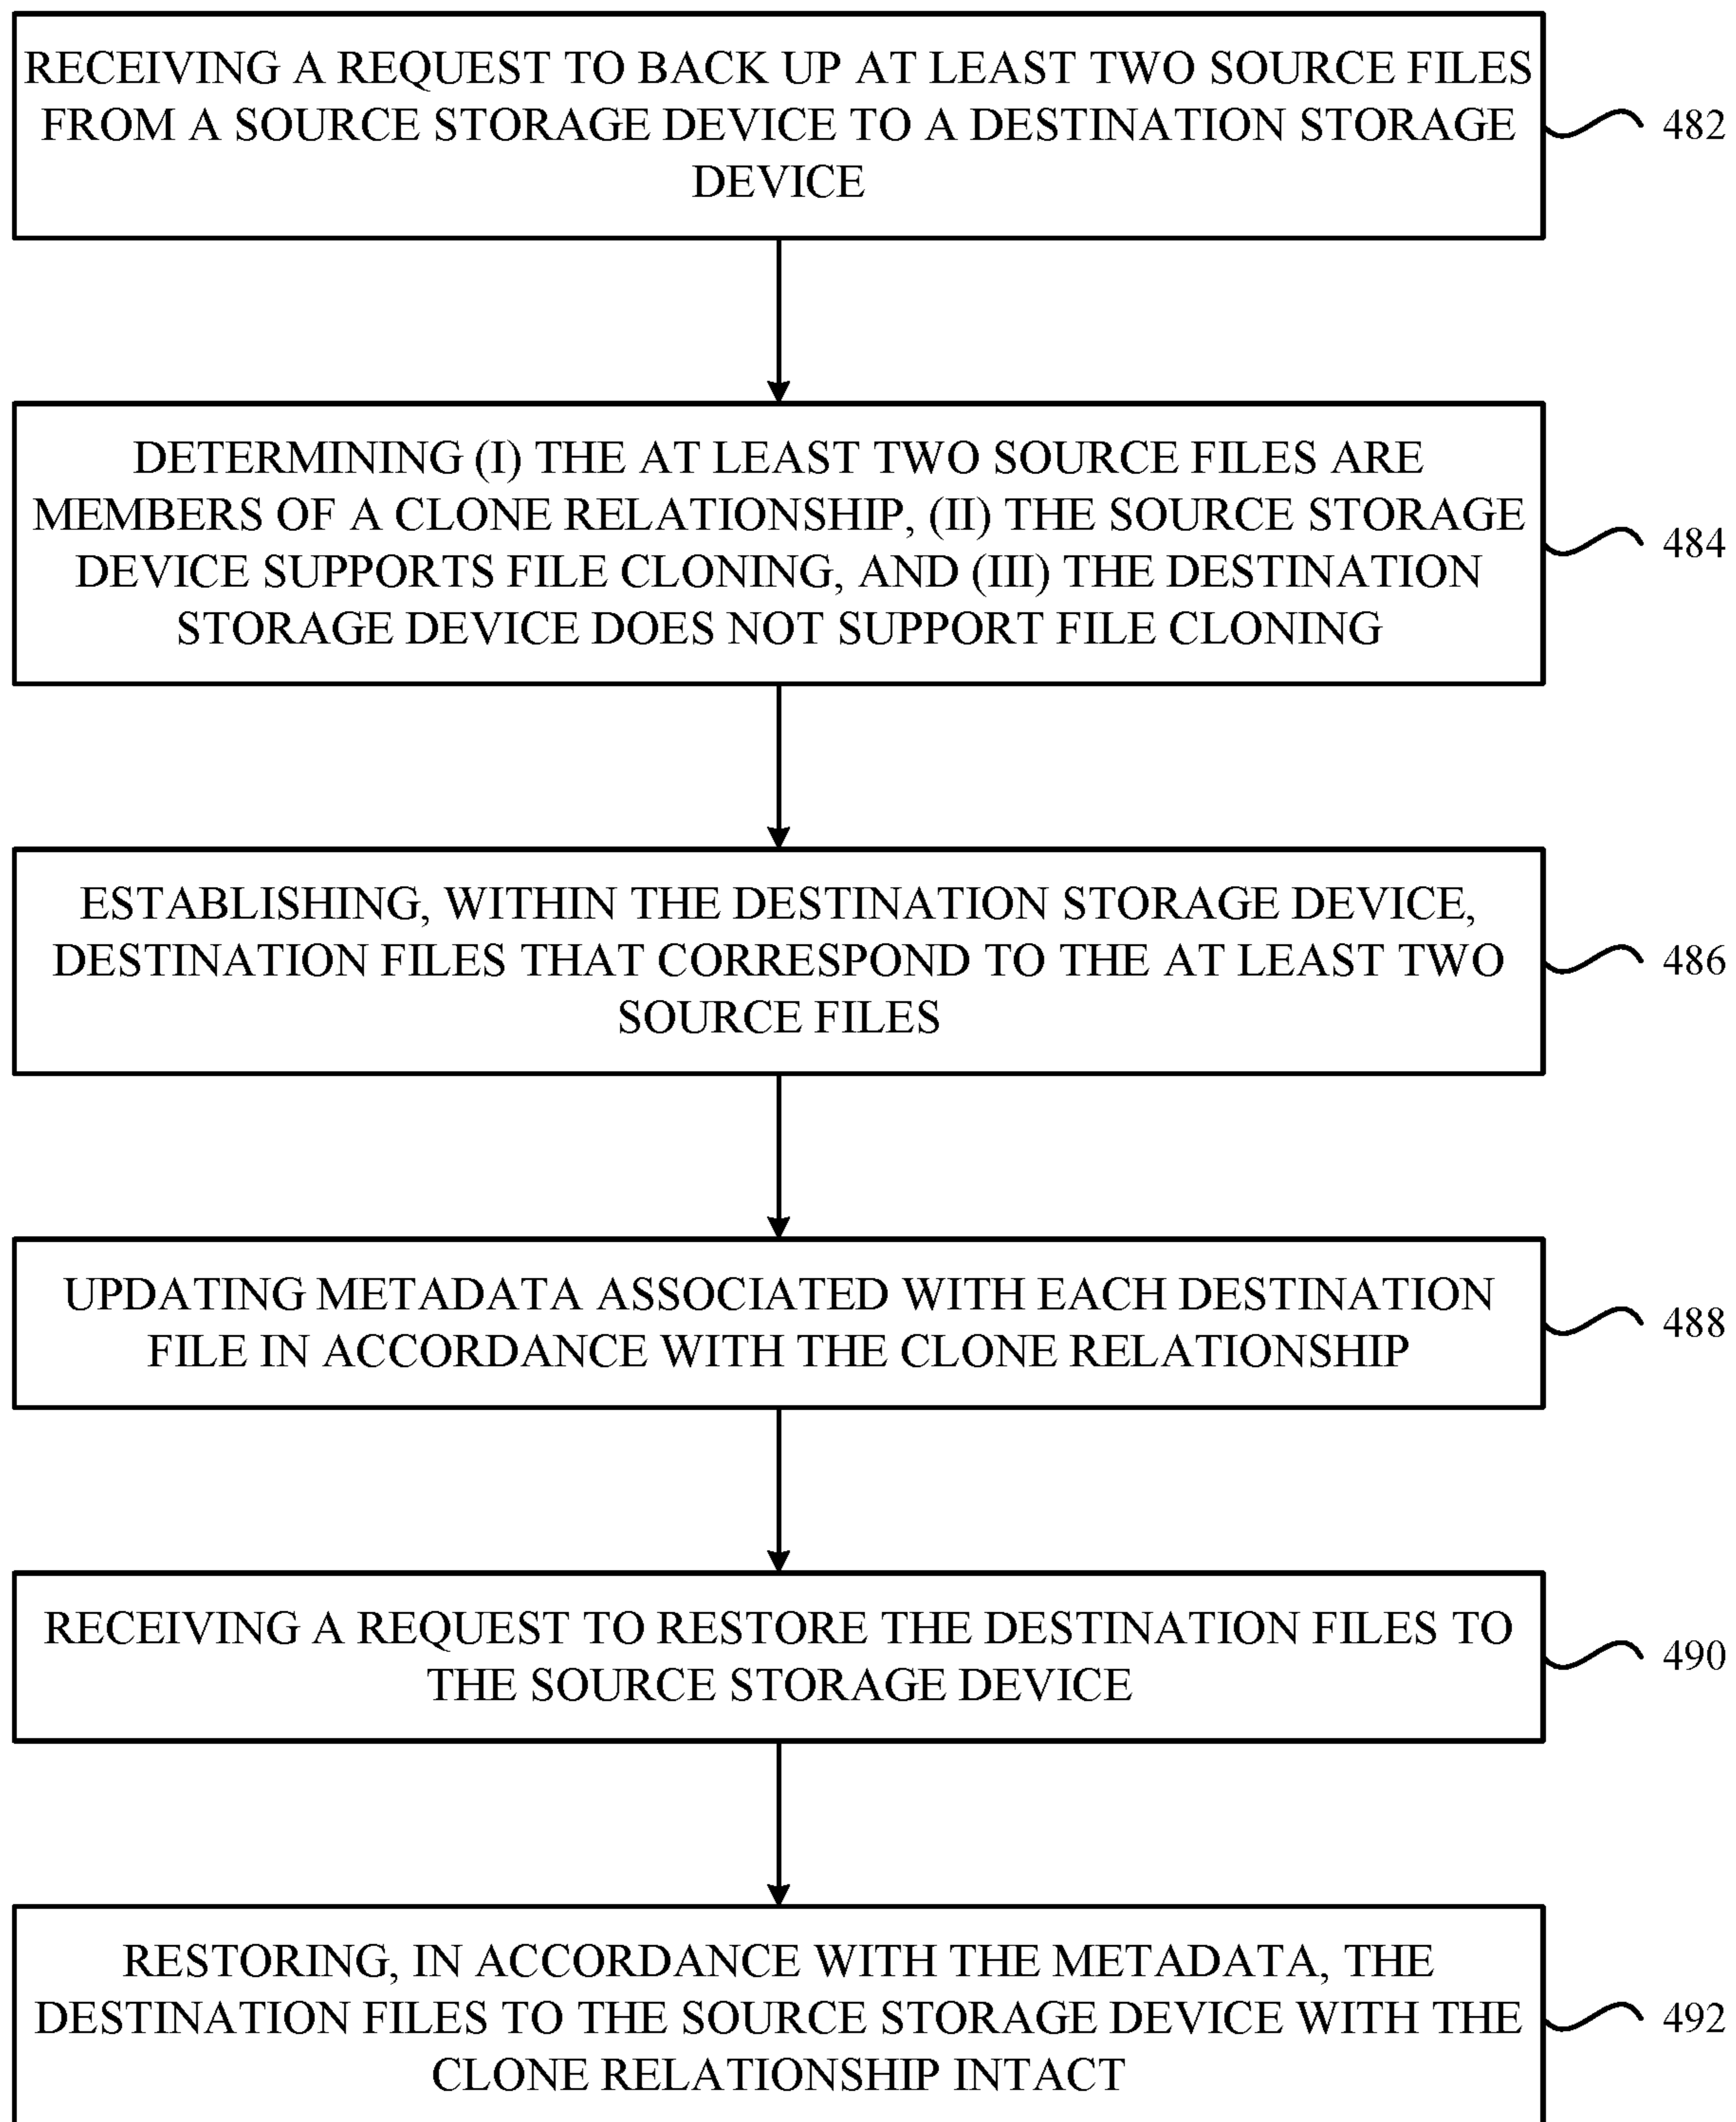 RECEIVING A REQUEST TO BACK UP AT LEAST TWO SOURCE FILES
FROM A SOURCE STORAGE DEVICE TO A DESTINATION STORAGE
DEVICE
482
DETERMINING (I) THE AT LEAST TWO SOURCE FILES ARE
MEMBERS OF A CLONE RELATIONSHIP, (II) THE SOURCE STORAGE
DEVICE SUPPORTS FILE CLONING, AND (III) THE DESTINATION
STORAGE DEVICE DOES NOT SUPPORT FILE CLONING
484
ESTABLISHING, WITHIN THE DESTINATION STORAGE DEVICE,
DESTINATION FILES THAT CORRESPOND TO THE AT LEAST TWO
SOURCE FILES
486
UPDATING METADATA ASSOCIATED WITH EACH DESTINATION
FILE IN ACCORDANCE WITH THE CLONE RELATIONSHIP
488
RECEIVING A REQUEST TO RESTORE THE DESTINATION FILES TO
THE SOURCE STORAGE DEVICE
490
RESTORING, IN ACCORDANCE WITH THE METADATA, THE
DESTINATION FILES TO THE SOURCE STORAGE DEVICE WITH THE
CLONE RELATIONSHIP INTACT
492